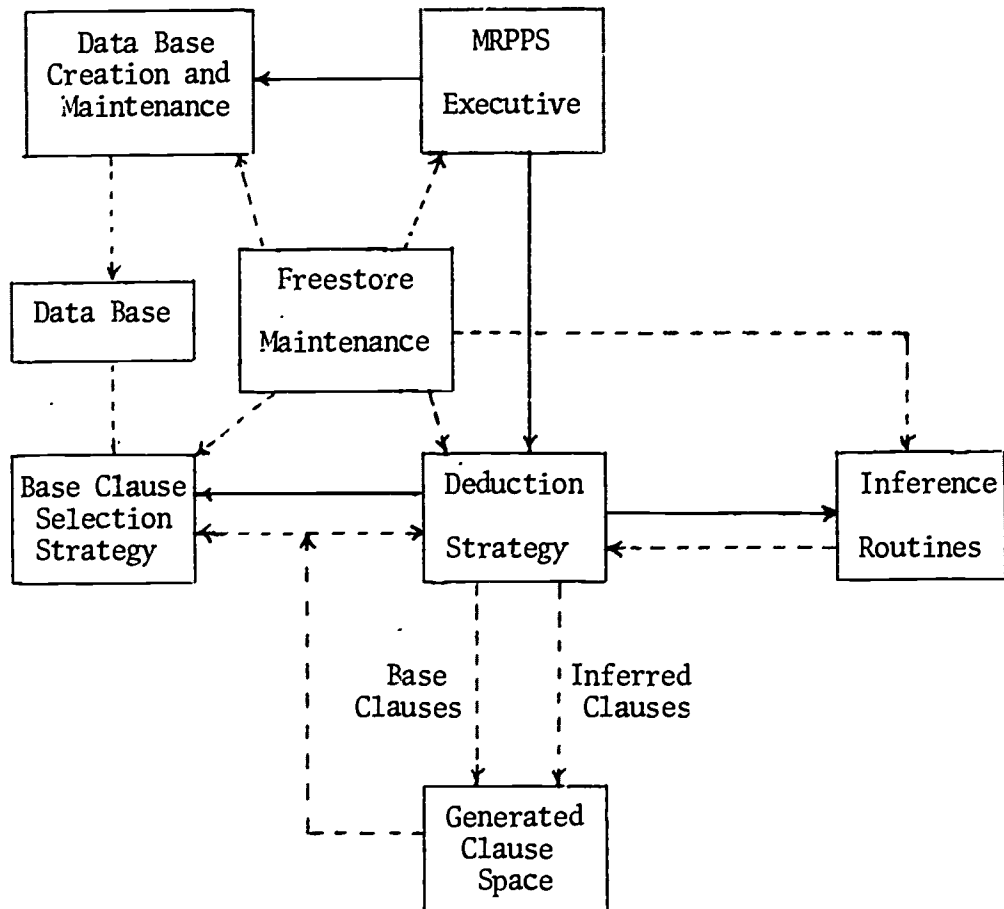 Data Base
Creation and
Maintenance
MRPPS
Executive
Freestore
Maintenance
Data Base
Base Clause
Selection
Strategy
Deduction
Strategy
Inference
Routines
Base
Clauses
Inferred
Clauses
Generated
Clause
Space